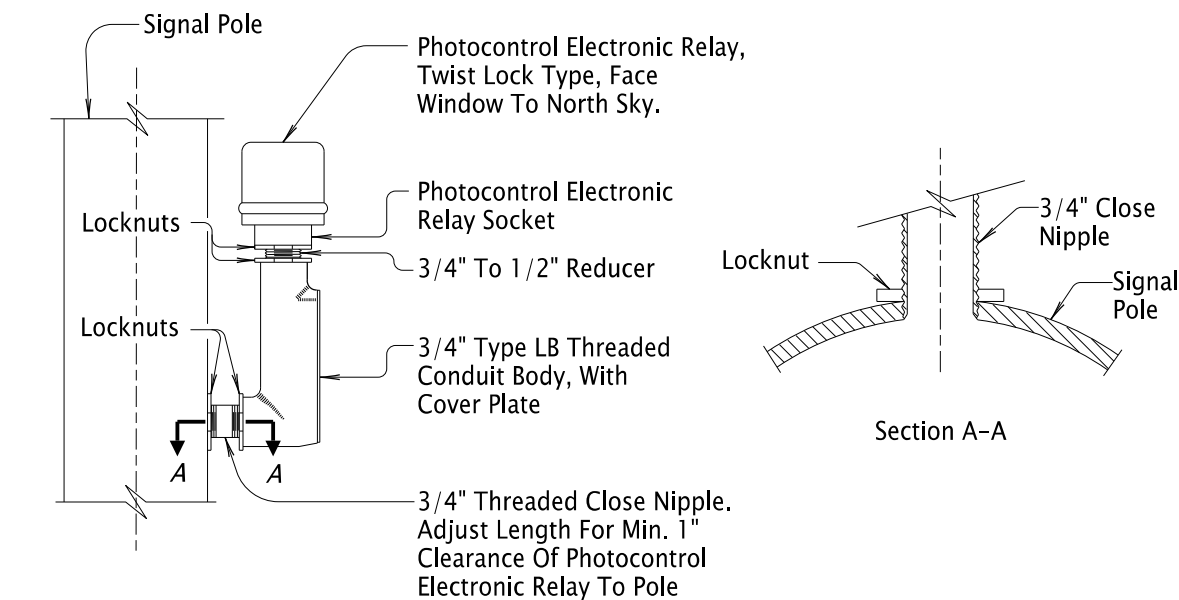 Signal Pole
Photocontrol Electronic Relay,
Twist Lock Type, Face
Window To North Sky.
Photocontrol Electronic
Relay Socket
Locknuts
3/4" To 1/2" Reducer
Locknuts
3/4" Type LB Threaded
Conduit Body, With
Cover Plate
A
A
3/4" Threaded Close Nipple.
Adjust Length For Min. 1"
Clearance Of Photocontrol
Electronic Relay To Pole
3/4" Close
Nipple
Locknut
Signal
Pole
Section A-A